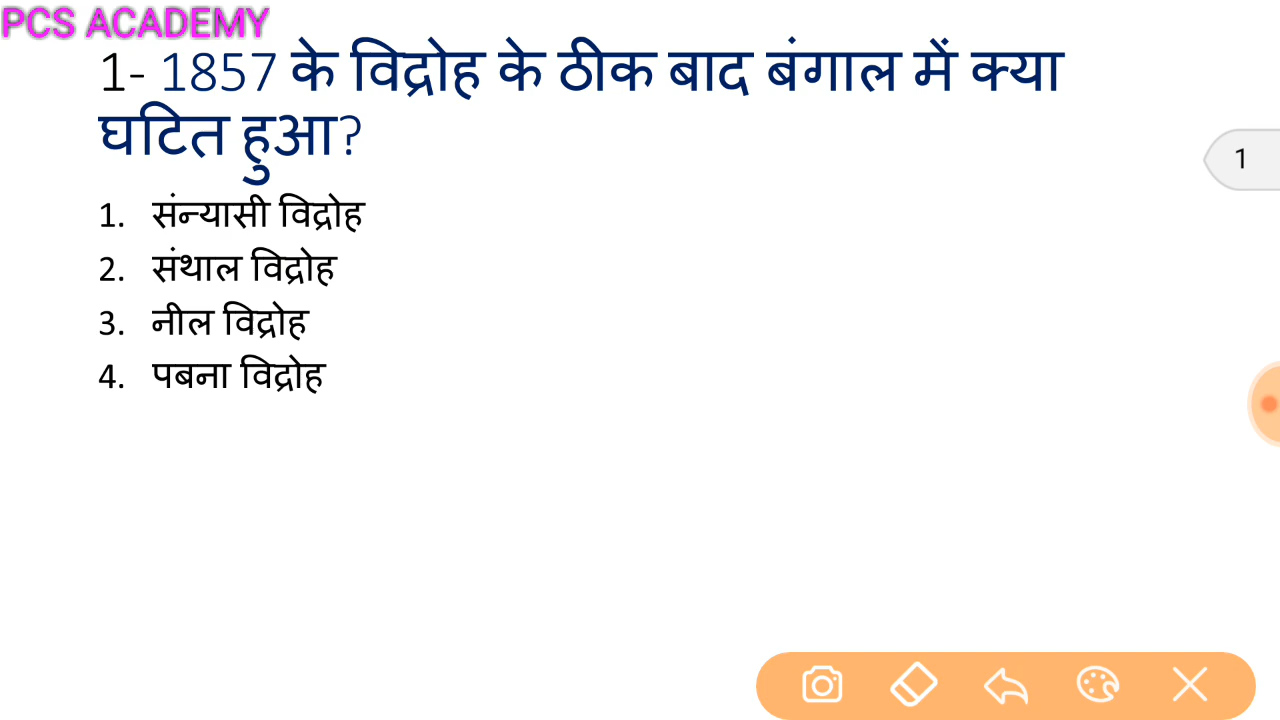 PCS ACADEMY
1- 1857 के विद्रोह के ठीक बाद बंगाल में क्या
घटित हुआ?
1
1. संन्यासी विद्रोह
2. संथाल विद्रोह
3. नील विद्रोह
4. पबना विद्रोह